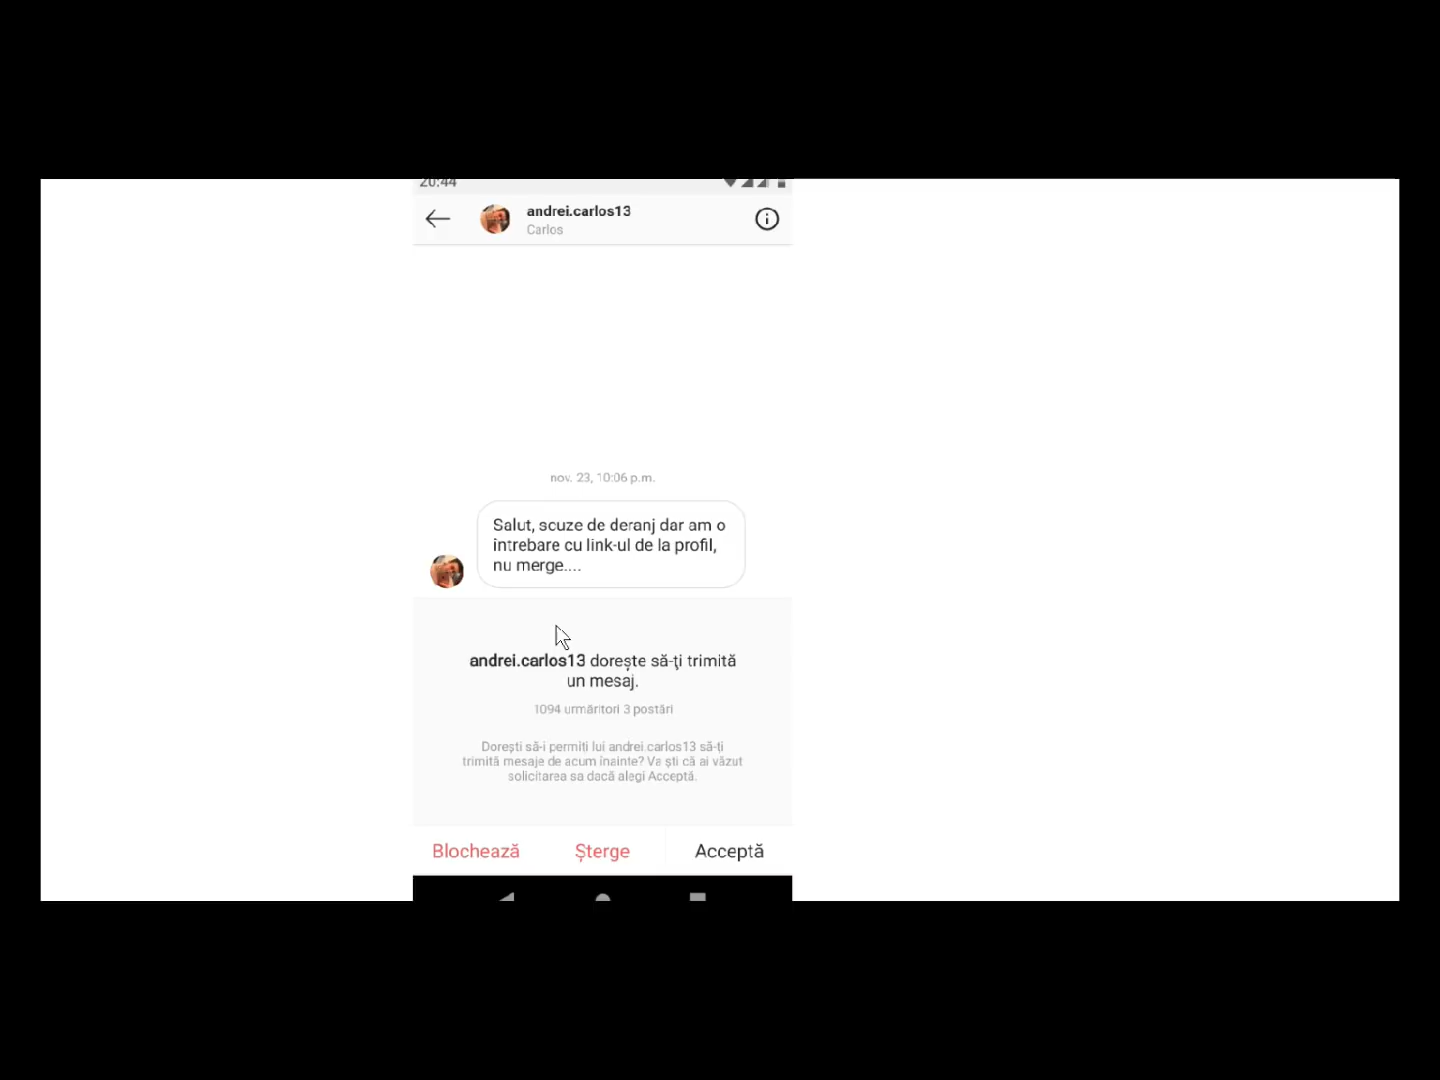 20:44
andrei.carlos13
Carlos
nov. 23, 10:06 p.m.
Salut, scuze de deranj dar am o
intrebare cu link-ul de la profil,
nu merge....
andrei.carlos13 dorește să-ți trimită
un mesaj.
1094 urmăritori 3 postări
Dorești să-i permiți lui andrei.carlos13 să-ți
trimită mesaje de acum înainte? Va ști că ai văzut
solicitarea sa dacă alegi Acceptă.
Blochează Șterge Acceptă